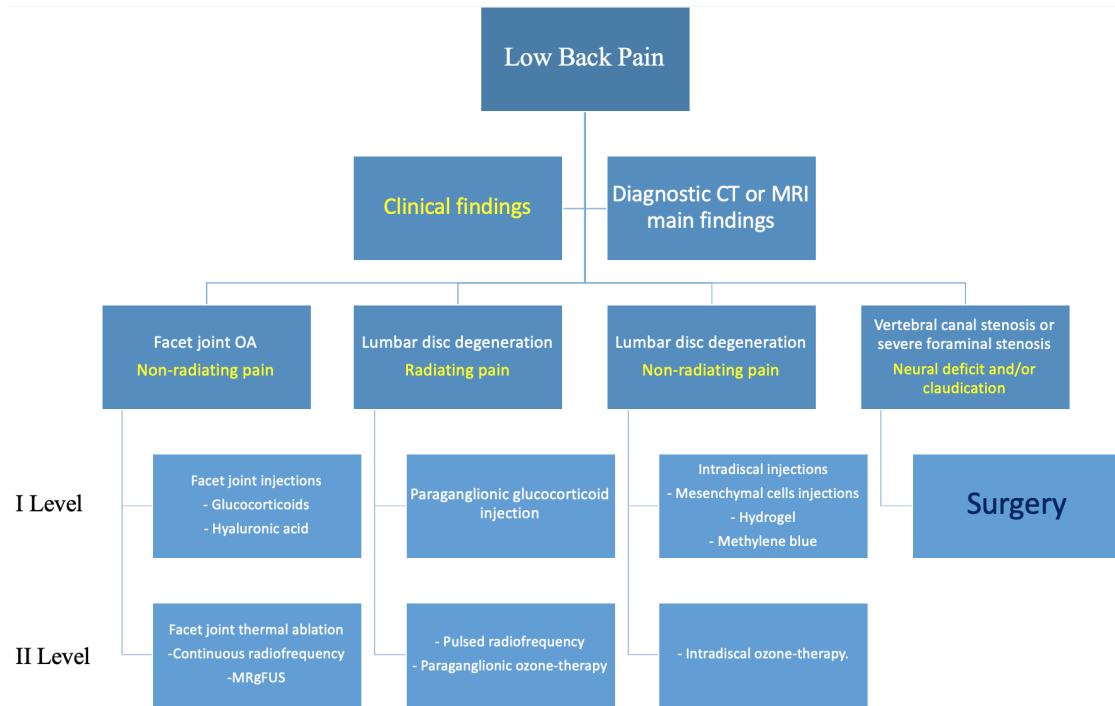 Low Back Pain
Clinical findings
Diagnostic CT or MRI
main findings
Facet joint OA
Non-radiating pain
Lumbar disc degeneration
Radiating pain
Lumbar disc degeneration
Non-radiating pain
Vertebral canal stenosis or
severe foraminal stenosis
Neural deficit and/or
claudication
I Level
Facet joint injections
- Glucocorticoids
- Hyaluronic acid
Paraganglionic glucocorticoid
injection
Intradiscal injections
- Mesenchymal cells injections
- Hydrogel
- Methylene blue
Surgery
II Level
Facet joint thermal ablation
-Continuous radiofrequency
-MRgFUS
- Pulsed radiofrequency
- Paraganglionic ozone-therapy
- Intradiscal ozone-therapy.